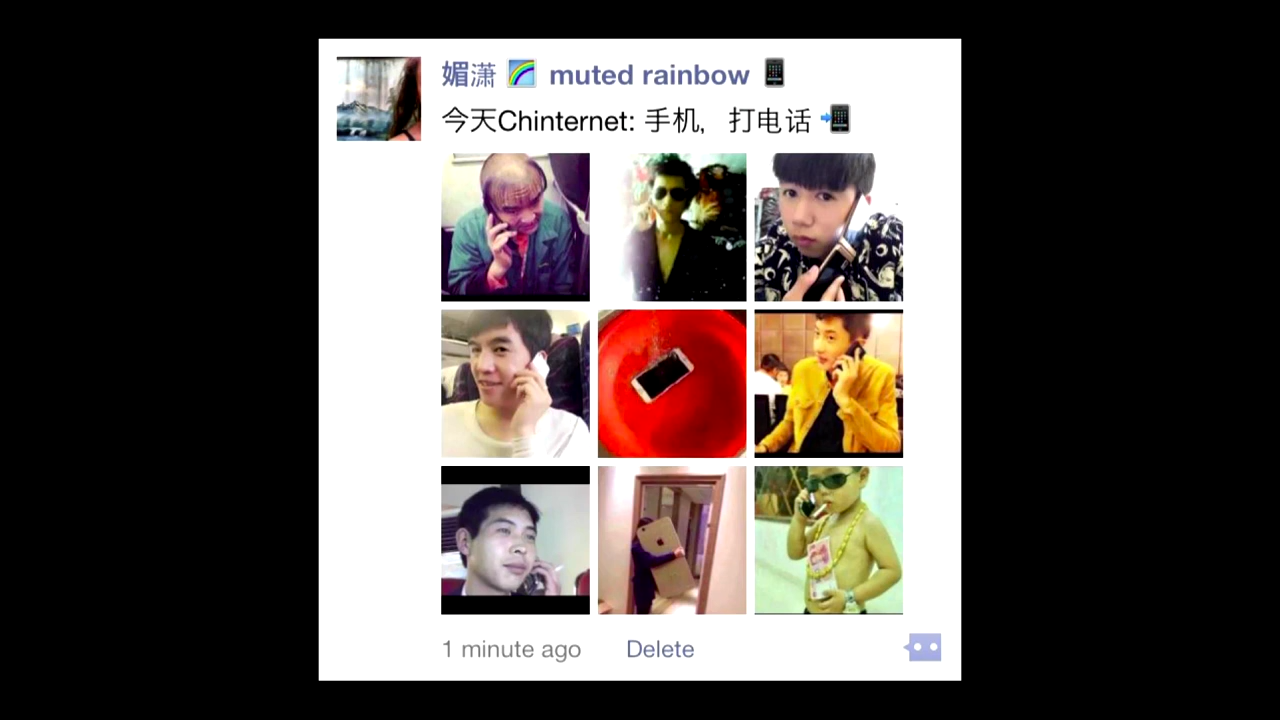 媚潇 🌈 muted rainbow 📱
今天Chinternet: 手机, 打电话 📲
1 minute ago Delete